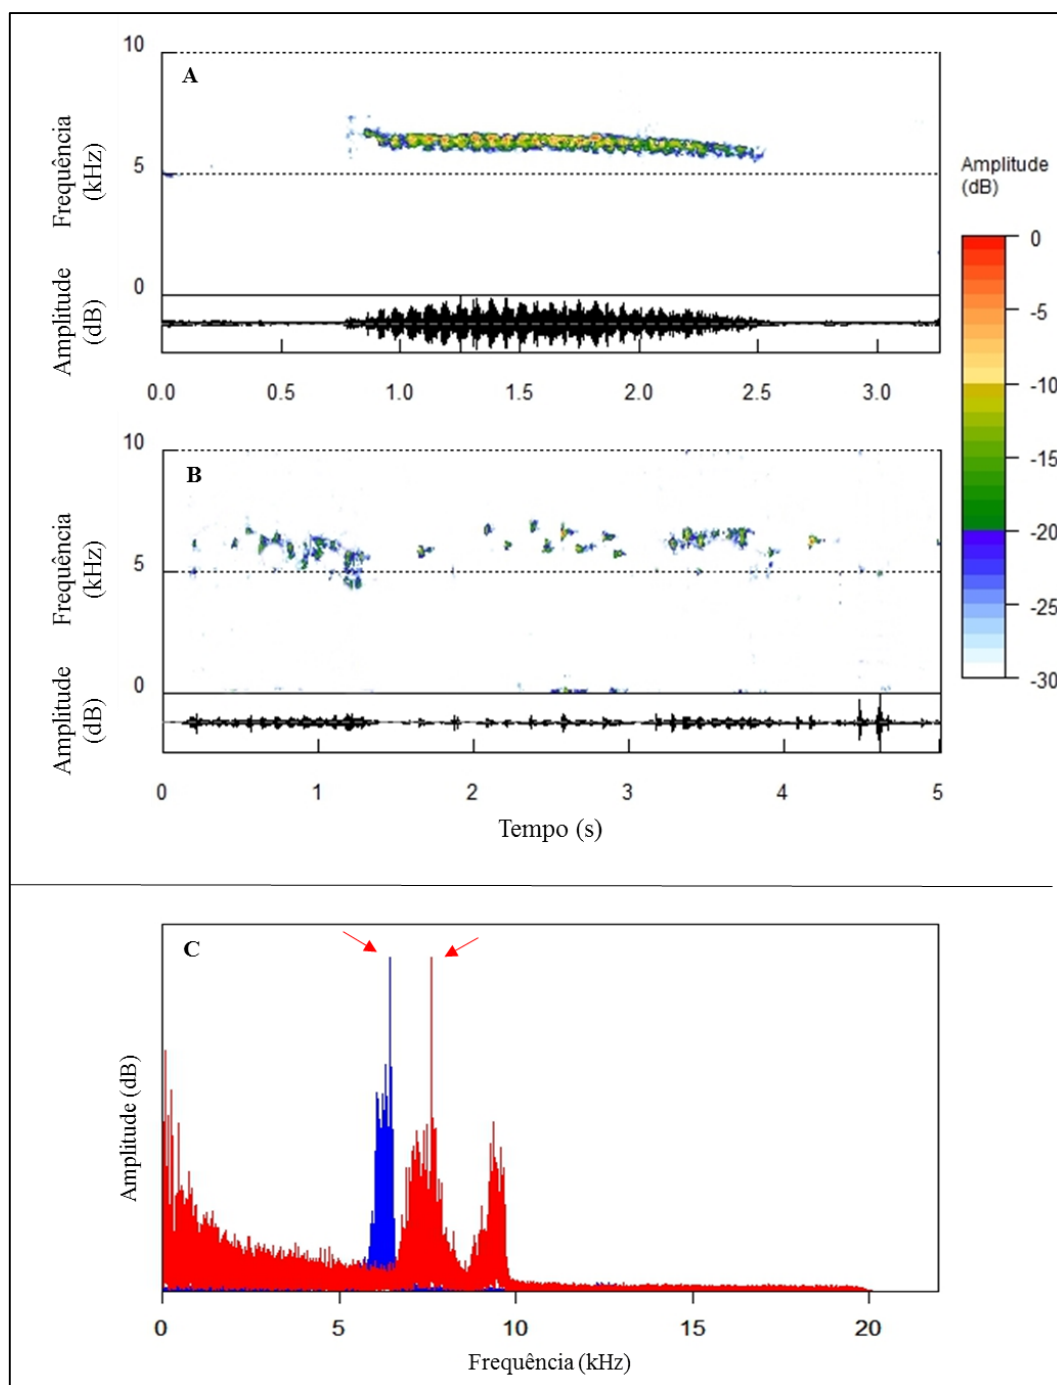 10
A
Frequência
(kHz)
5
0
Amplitude
(dB)
0.0 0.5 1.0 1.5 2.0 2.5 3.0
Amplitude
(dB)
0
-5
-10
-15
-20
-25
-30
10
B
Frequência
(kHz)
5
0
Amplitude
(dB)
0 1 2 3 4 5
Tempo (s)
C
Amplitude (dB)
0 5 10 15 20
Frequência (kHz)